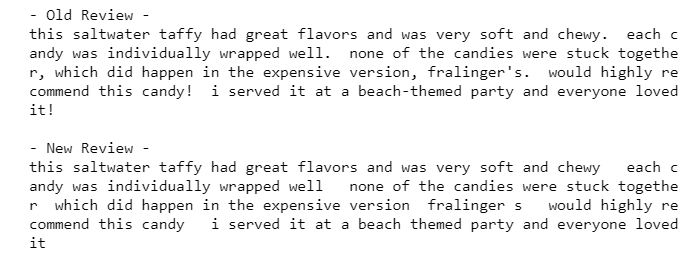 - Old Review -
this saltwater taffy had great flavors and was very soft and chewy.  each c
andy was individually wrapped well.  none of the candies were stuck togethe
r, which did happen in the expensive version, fralinger's.  would highly re
commend this candy!  i served it at a beach-themed party and everyone loved
it!

- New Review -
this saltwater taffy had great flavors and was very soft and chewy   each c
andy was individually wrapped well   none of the candies were stuck togethe
r  which did happen in the expensive version  fralinger s   would highly re
commend this candy   i served it at a beach themed party and everyone loved
it